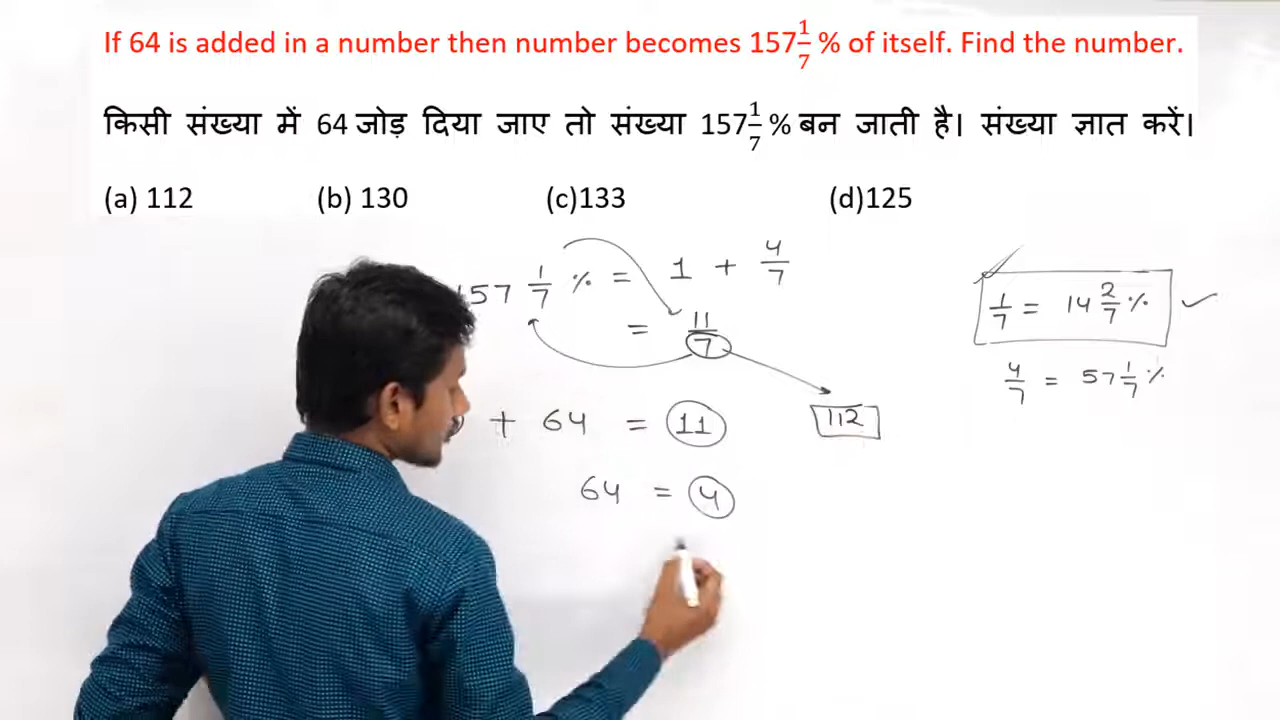 If 64 is added in a number then number becomes 157 1/7 % of itself. Find the number.
किसी संख्या में 64 जोड़ दिया जाए तो संख्या 157 1/7 % बन जाती है। संख्या ज्ञात करें।
(a) 112 (b) 130 (c)133 (d)125
157 1/7 % = 1 + 4/7
= 11/7
1/7 = 14 2/7 %
4/7 = 57 1/7 %
+ 64 = 11
112
64 = 4